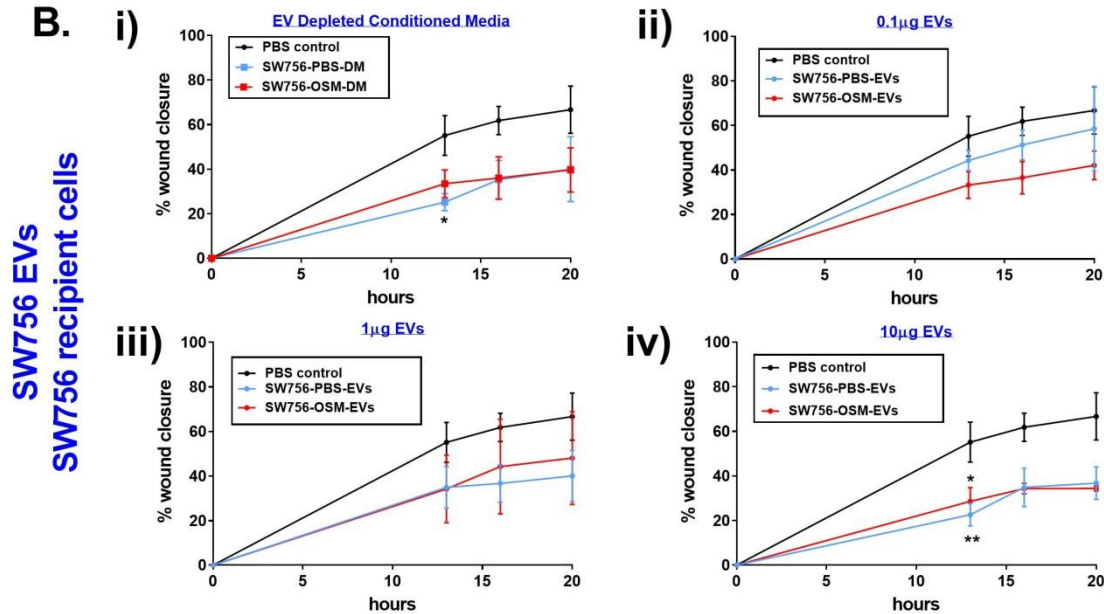 B.
SW756 EVs
SW756 recipient cells
i)
EV Depleted Conditioned Media
PBS control
SW756-PBS-DM
SW756-OSM-DM
% wound closure
80
60
40
20
0
*
0 5 10 15 20
hours
ii)
0.1µg EVs
PBS control
SW756-PBS-EVs
SW756-OSM-EVs
% wound closure
80
60
40
20
0
0 5 10 15 20
hours
iii)
1µg EVs
PBS control
SW756-PBS-EVs
SW756-OSM-EVs
% wound closure
80
60
40
20
0
0 5 10 15 20
hours
iv)
10µg EVs
PBS control
SW756-PBS-EVs
SW756-OSM-EVs
% wound closure
80
60
40
20
0
*
**
0 5 10 15 20
hours